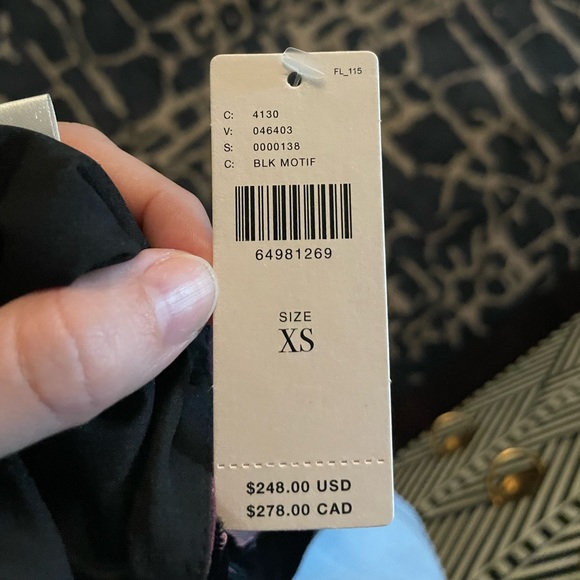 FL_115
C: 4130
V: 046403
S: 0000138
C: BLK MOTIF
64981269
SIZE
XS
$248.00 USD
$278.00 CAD